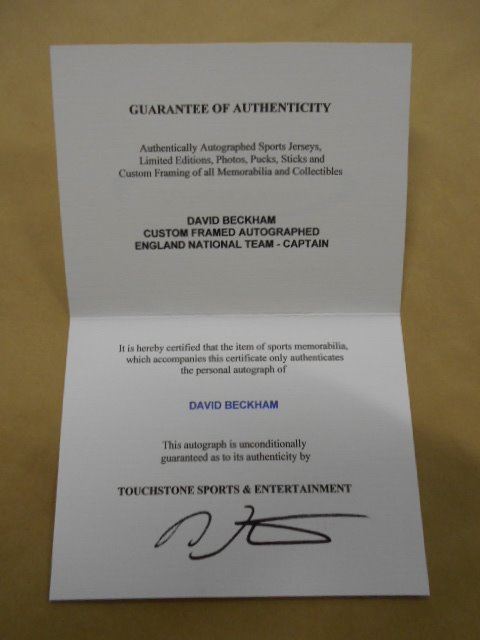 GUARANTEE OF AUTHENTICITY
Authentically Autographed Sports Jerseys,
Limited Editions, Photos, Pucks, Sticks and
Custom Framing of all Memorabilia and Collectibles
DAVID BECKHAM
CUSTOM FRAMED AUTOGRAPHED
ENGLAND NATIONAL TEAM - CAPTAIN
It is hereby certified that the item of sports memorabilia,
which accompanies this certificate only authenticates
the personal autograph of
DAVID BECKHAM
This autograph is unconditionally
guaranteed as to its authenticity by
TOUCHSTONE SPORTS & ENTERTAINMENT